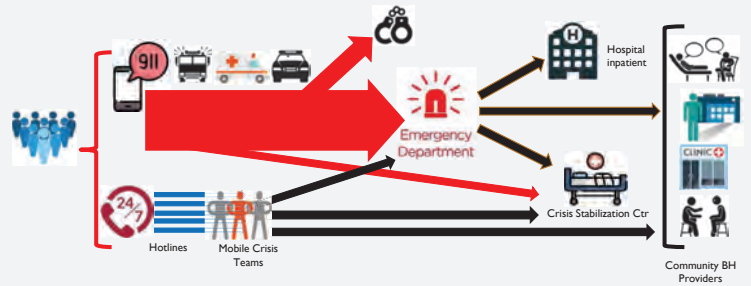 911
H
Hospital
inpatient
Emergency
Department
CLINIC
24/7
Hotlines
Mobile Crisis
Teams
Crisis Stabilization Ctr
Community BH
Providers